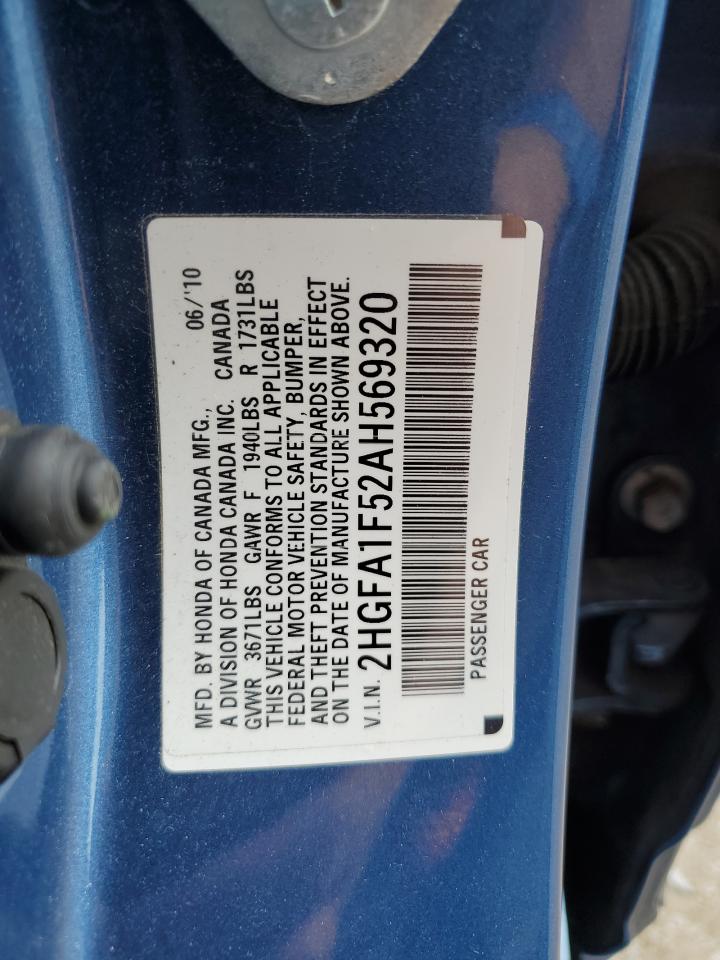 MFD. BY HONDA OF CANADA MFG., 06/'10
A DIVISION OF HONDA CANADA INC. CANADA
GVWR 3671LBS GAWR F 1940LBS R 1731LBS
THIS VEHICLE CONFORMS TO ALL APPLICABLE
FEDERAL MOTOR VEHICLE SAFETY, BUMPER,
AND THEFT PREVENTION STANDARDS IN EFFECT
ON THE DATE OF MANUFACTURE SHOWN ABOVE.
V.I.N. 2HGFA1F52AH569320
PASSENGER CAR